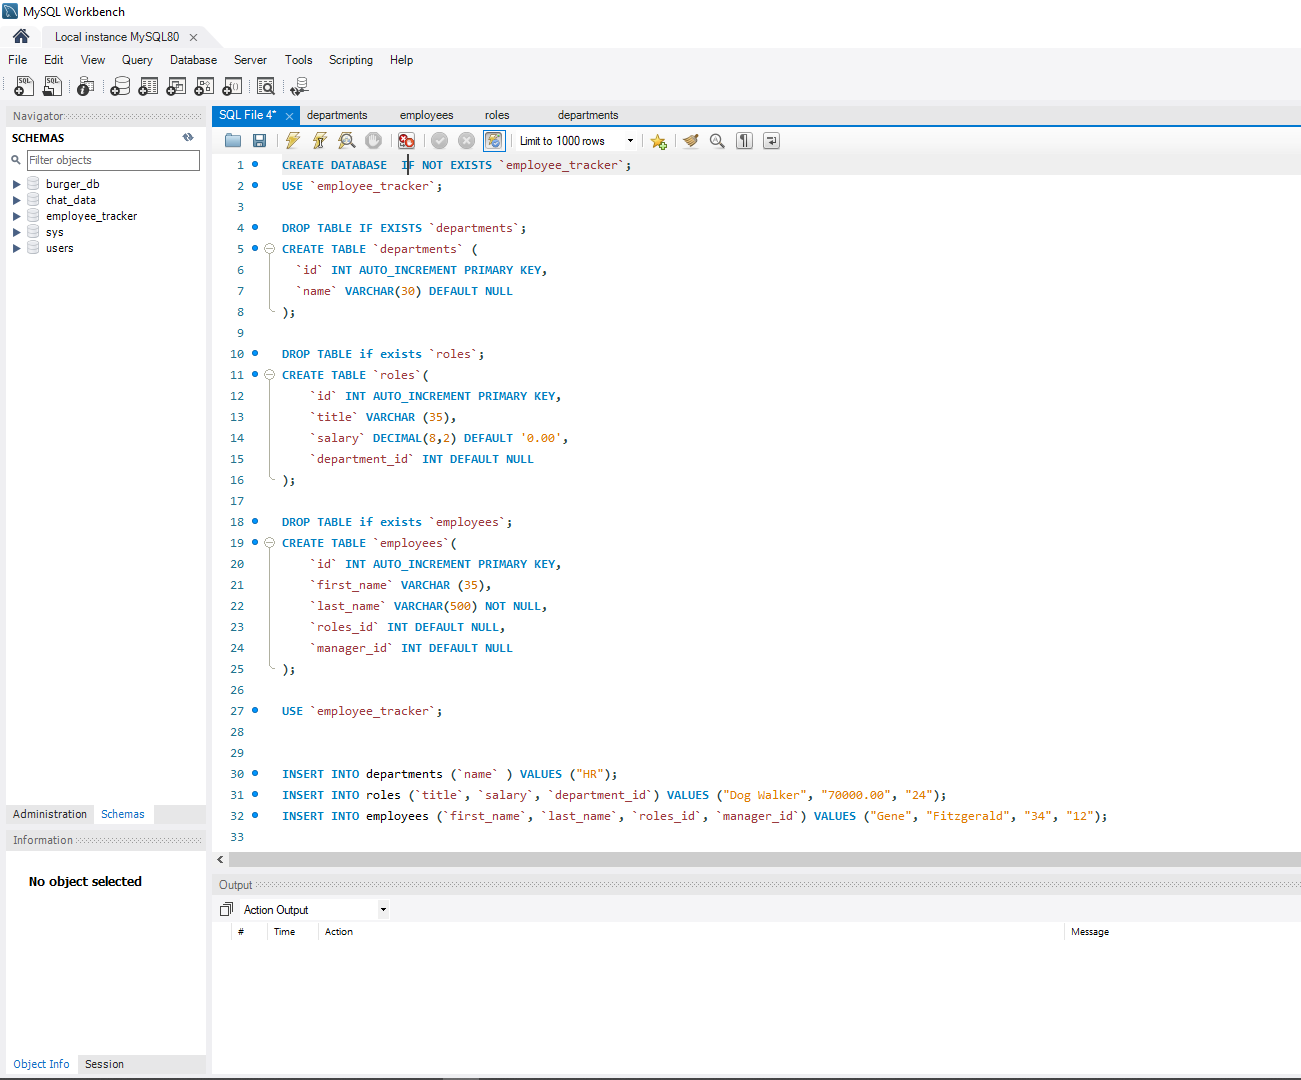 MySQL Workbench
Local instance MySQL80
File Edit View Query Database Server Tools Scripting Help
Navigator
SCHEMAS
Filter objects
burger_db
chat_data
employee_tracker
sys
users
Administration Schemas
Information
No object selected
Object Info Session
SQL File 4* departments employees roles departments
Limit to 1000 rows
1 CREATE DATABASE  IF NOT EXISTS `employee_tracker`;
2 USE `employee_tracker`;
3
4 DROP TABLE IF EXISTS `departments`;
5 CREATE TABLE `departments` (
6 `id` INT AUTO_INCREMENT PRIMARY KEY,
7 `name` VARCHAR(30) DEFAULT NULL
8 );
9
10 DROP TABLE if exists `roles`;
11 CREATE TABLE `roles`(
12 `id` INT AUTO_INCREMENT PRIMARY KEY,
13 `title` VARCHAR (35),
14 `salary` DECIMAL(8,2) DEFAULT '0.00',
15 `department_id` INT DEFAULT NULL
16 );
17
18 DROP TABLE if exists `employees`;
19 CREATE TABLE `employees`(
20 `id` INT AUTO_INCREMENT PRIMARY KEY,
21 `first_name` VARCHAR (35),
22 `last_name` VARCHAR(500) NOT NULL,
23 `roles_id` INT DEFAULT NULL,
24 `manager_id` INT DEFAULT NULL
25 );
26
27 USE `employee_tracker`;
28
29
30 INSERT INTO departments (`name` ) VALUES ("HR");
31 INSERT INTO roles (`title`, `salary`, `department_id`) VALUES ("Dog Walker", "70000.00", "24");
32 INSERT INTO employees (`first_name`, `last_name`, `roles_id`, `manager_id`) VALUES ("Gene", "Fitzgerald", "34", "12");
33
Output
Action Output
# Time Action Message